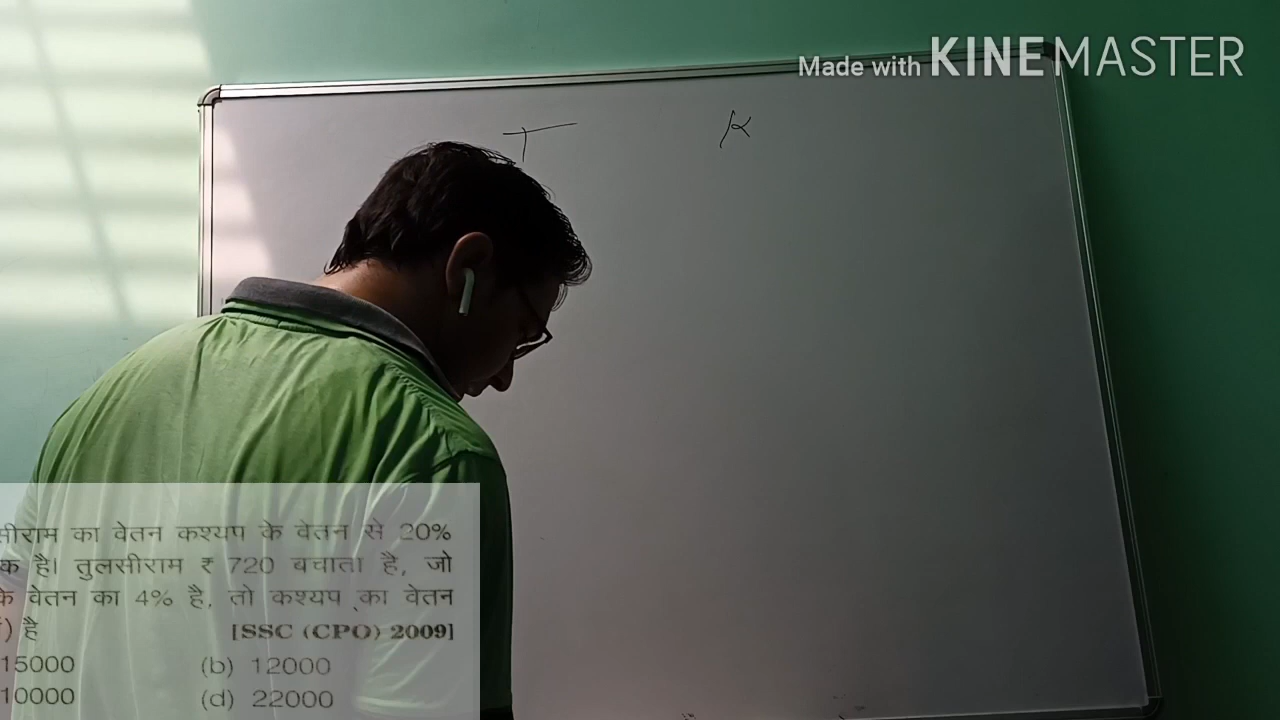 Made with KINEMASTER
T K
का वेतन कश्यप के वेतन से 20%
है। तुलसीराम ₹ 720 बचाता है, जो
वेतन का 4% है, तो कश्यप का वेतन
) है [SSC (CPO) 2009]
15000 (b) 12000
10000 (d) 22000